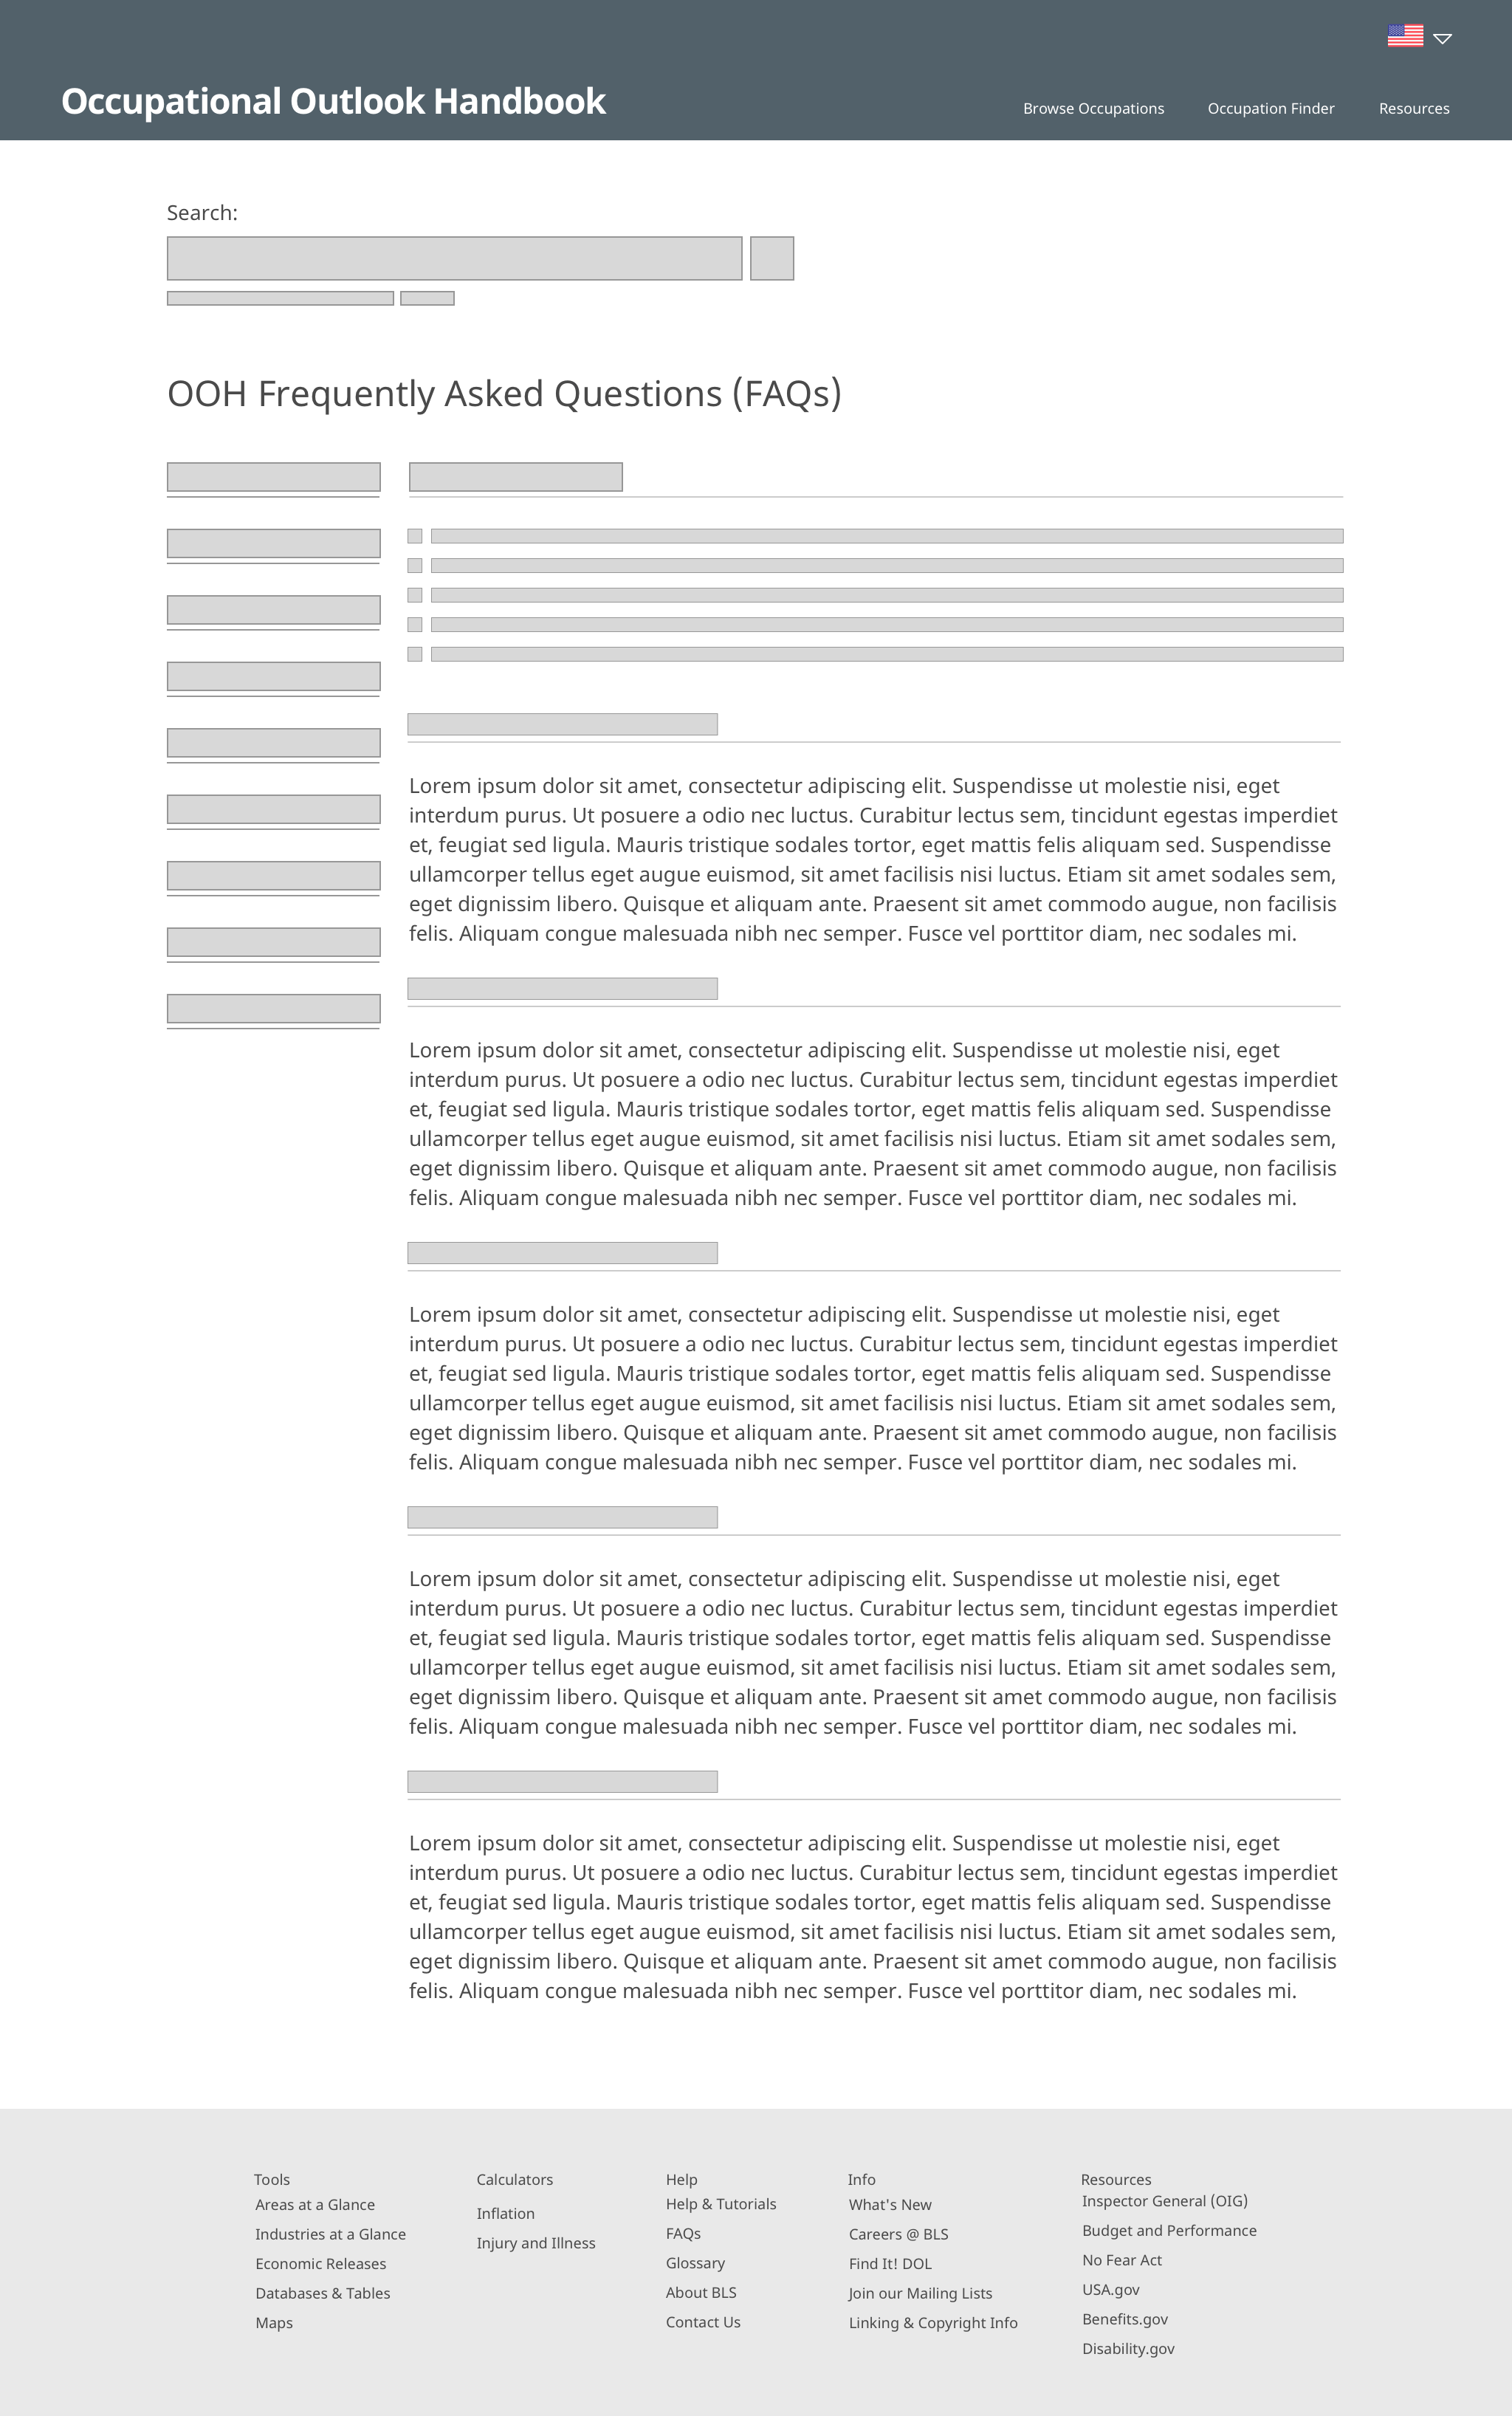 Occupational Outlook Handbook
Browse Occupations
Occupation Finder
Resources
Search:
OOH Frequently Asked Questions (FAQs)
Lorem ipsum dolor sit amet, consectetur adipiscing elit. Suspendisse ut molestie nisi, eget
interdum purus. Ut posuere a odio nec luctus. Curabitur lectus sem, tincidunt egestas imperdiet
et, feugiat sed ligula. Mauris tristique sodales tortor, eget mattis felis aliquam sed. Suspendisse
ullamcorper tellus eget augue euismod, sit amet facilisis nisi luctus. Etiam sit amet sodales sem,
eget dignissim libero. Quisque et aliquam ante. Praesent sit amet commodo augue, non facilisis
felis. Aliquam congue malesuada nibh nec semper. Fusce vel porttitor diam, nec sodales mi.
Lorem ipsum dolor sit amet, consectetur adipiscing elit. Suspendisse ut molestie nisi, eget
interdum purus. Ut posuere a odio nec luctus. Curabitur lectus sem, tincidunt egestas imperdiet
et, feugiat sed ligula. Mauris tristique sodales tortor, eget mattis felis aliquam sed. Suspendisse
ullamcorper tellus eget augue euismod, sit amet facilisis nisi luctus. Etiam sit amet sodales sem,
eget dignissim libero. Quisque et aliquam ante. Praesent sit amet commodo augue, non facilisis
felis. Aliquam congue malesuada nibh nec semper. Fusce vel porttitor diam, nec sodales mi.
Lorem ipsum dolor sit amet, consectetur adipiscing elit. Suspendisse ut molestie nisi, eget
interdum purus. Ut posuere a odio nec luctus. Curabitur lectus sem, tincidunt egestas imperdiet
et, feugiat sed ligula. Mauris tristique sodales tortor, eget mattis felis aliquam sed. Suspendisse
ullamcorper tellus eget augue euismod, sit amet facilisis nisi luctus. Etiam sit amet sodales sem,
eget dignissim libero. Quisque et aliquam ante. Praesent sit amet commodo augue, non facilisis
felis. Aliquam congue malesuada nibh nec semper. Fusce vel porttitor diam, nec sodales mi.
Lorem ipsum dolor sit amet, consectetur adipiscing elit. Suspendisse ut molestie nisi, eget
interdum purus. Ut posuere a odio nec luctus. Curabitur lectus sem, tincidunt egestas imperdiet
et, feugiat sed ligula. Mauris tristique sodales tortor, eget mattis felis aliquam sed. Suspendisse
ullamcorper tellus eget augue euismod, sit amet facilisis nisi luctus. Etiam sit amet sodales sem,
eget dignissim libero. Quisque et aliquam ante. Praesent sit amet commodo augue, non facilisis
felis. Aliquam congue malesuada nibh nec semper. Fusce vel porttitor diam, nec sodales mi.
Lorem ipsum dolor sit amet, consectetur adipiscing elit. Suspendisse ut molestie nisi, eget
interdum purus. Ut posuere a odio nec luctus. Curabitur lectus sem, tincidunt egestas imperdiet
et, feugiat sed ligula. Mauris tristique sodales tortor, eget mattis felis aliquam sed. Suspendisse
ullamcorper tellus eget augue euismod, sit amet facilisis nisi luctus. Etiam sit amet sodales sem,
eget dignissim libero. Quisque et aliquam ante. Praesent sit amet commodo augue, non facilisis
felis. Aliquam congue malesuada nibh nec semper. Fusce vel porttitor diam, nec sodales mi.
Tools
Areas at a Glance
Industries at a Glance
Economic Releases
Databases & Tables
Maps
Calculators
Inflation
Injury and Illness
Help
Help & Tutorials
FAQs
Glossary
About BLS
Contact Us
Info
What's New
Careers @ BLS
Find It! DOL
Join our Mailing Lists
Linking & Copyright Info
Resources
Inspector General (OIG)
Budget and Performance
No Fear Act
USA.gov
Benefits.gov
Disability.gov